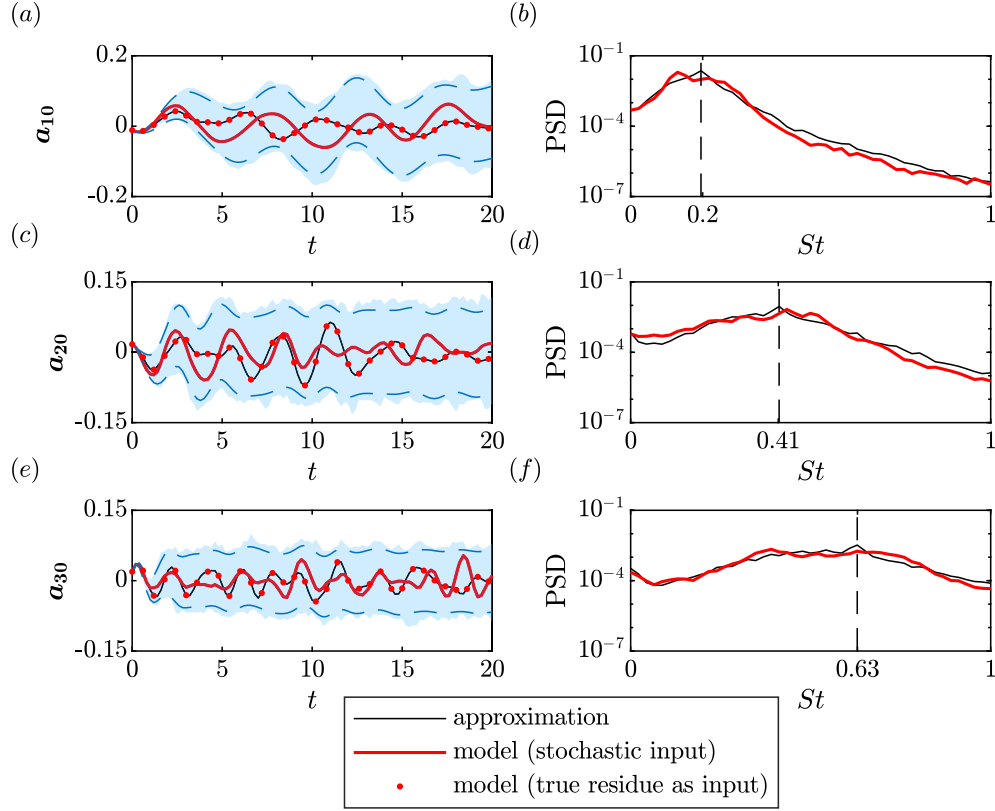 (a)
(b)
0.2
0
-0.2
a10
0
5
10
15
20
t
10−1
10−4
10−7
PSD
0
0.2
1
St
(c)
(d)
0.15
0
-0.15
a20
0
5
10
15
20
t
10−1
10−4
10−7
PSD
0
0.41
1
St
(e)
(f)
0.15
0
-0.15
a30
0
5
10
15
20
t
10−1
10−4
10−7
PSD
0
0.63
1
St
approximation
model (stochastic input)
model (true residue as input)